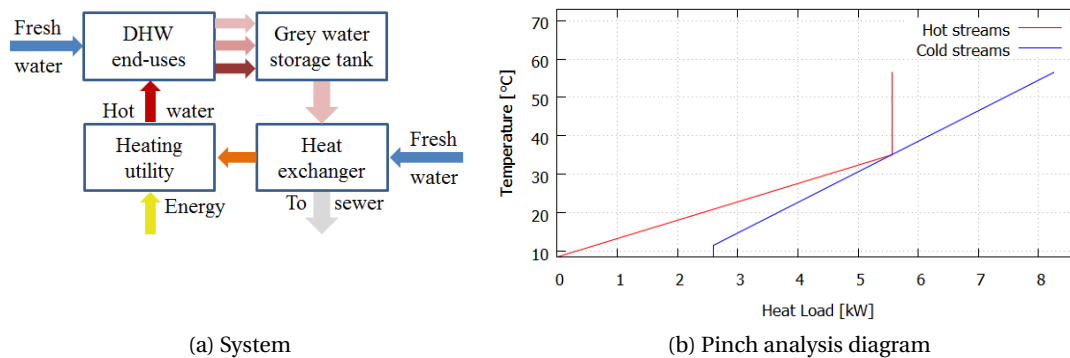 Fresh
water
DHW
end-uses
Grey water
storage tank
Hot water
Heating
utility
Heat
exchanger
Fresh
water
Energy
To sewer
(a) System
70
60
50
40
30
20
10
Temperature [°C]
Hot streams
Cold streams
0 1 2 3 4 5 6 7 8
Heat Load [kW]
(b) Pinch analysis diagram